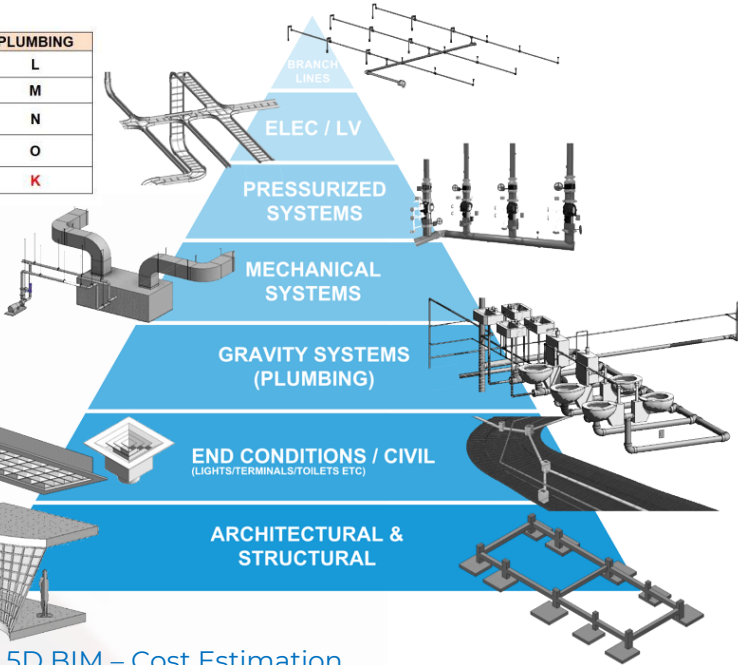 PLUMBING
L
M
N
O
K
BRANCH
LINES
ELEC / LV
PRESSURIZED
SYSTEMS
MECHANICAL
SYSTEMS
GRAVITY SYSTEMS
(PLUMBING)
END CONDITIONS / CIVIL
(LIGHTS/TERMINALS/TOILETS ETC)
ARCHITECTURAL &
STRUCTURAL
5D BIM – Cost Estimation